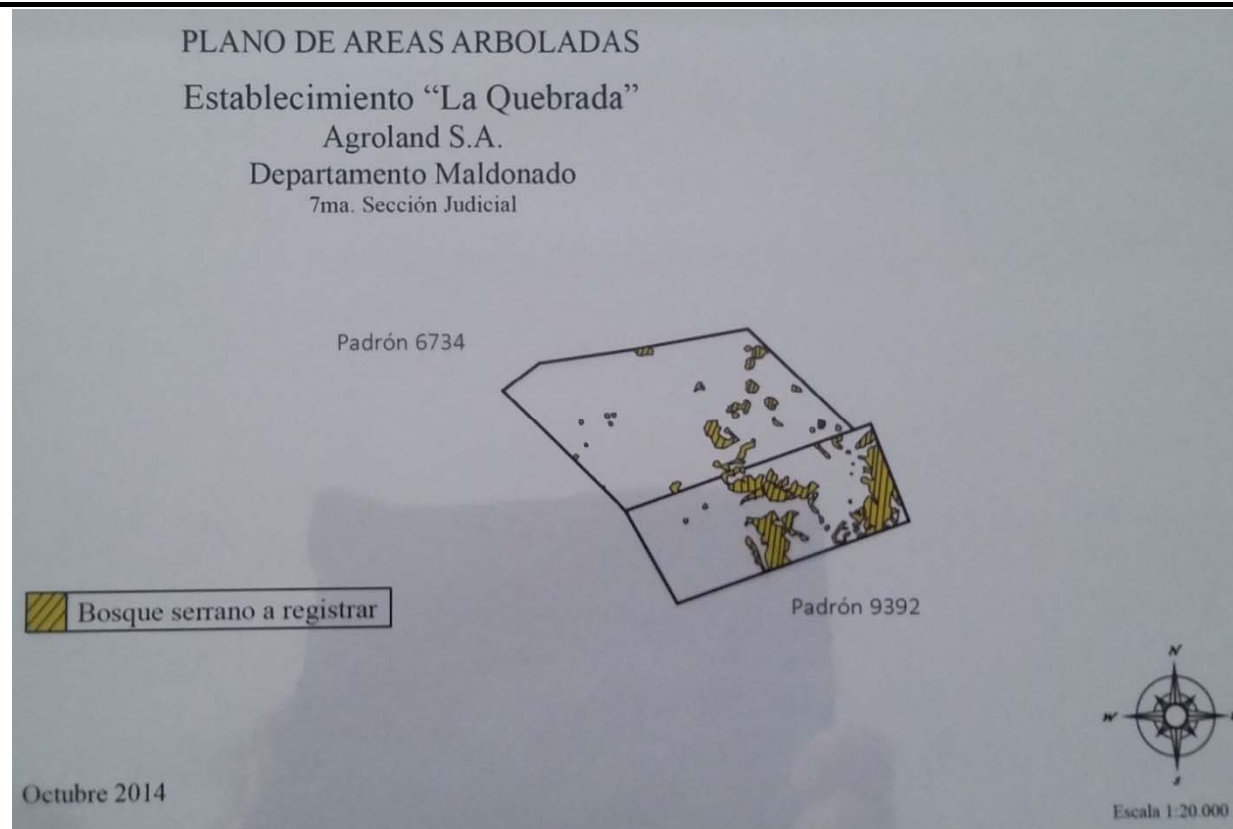 PLANO DE AREAS ARBOLADAS
Establecimiento “La Quebrada”
Agroland S.A.
Departamento Maldonado
7ma. Sección Judicial
Padrón 6734
Padrón 9392
Bosque serrano a registrar
N
W
S
Octubre 2014
Escala 1:20.000